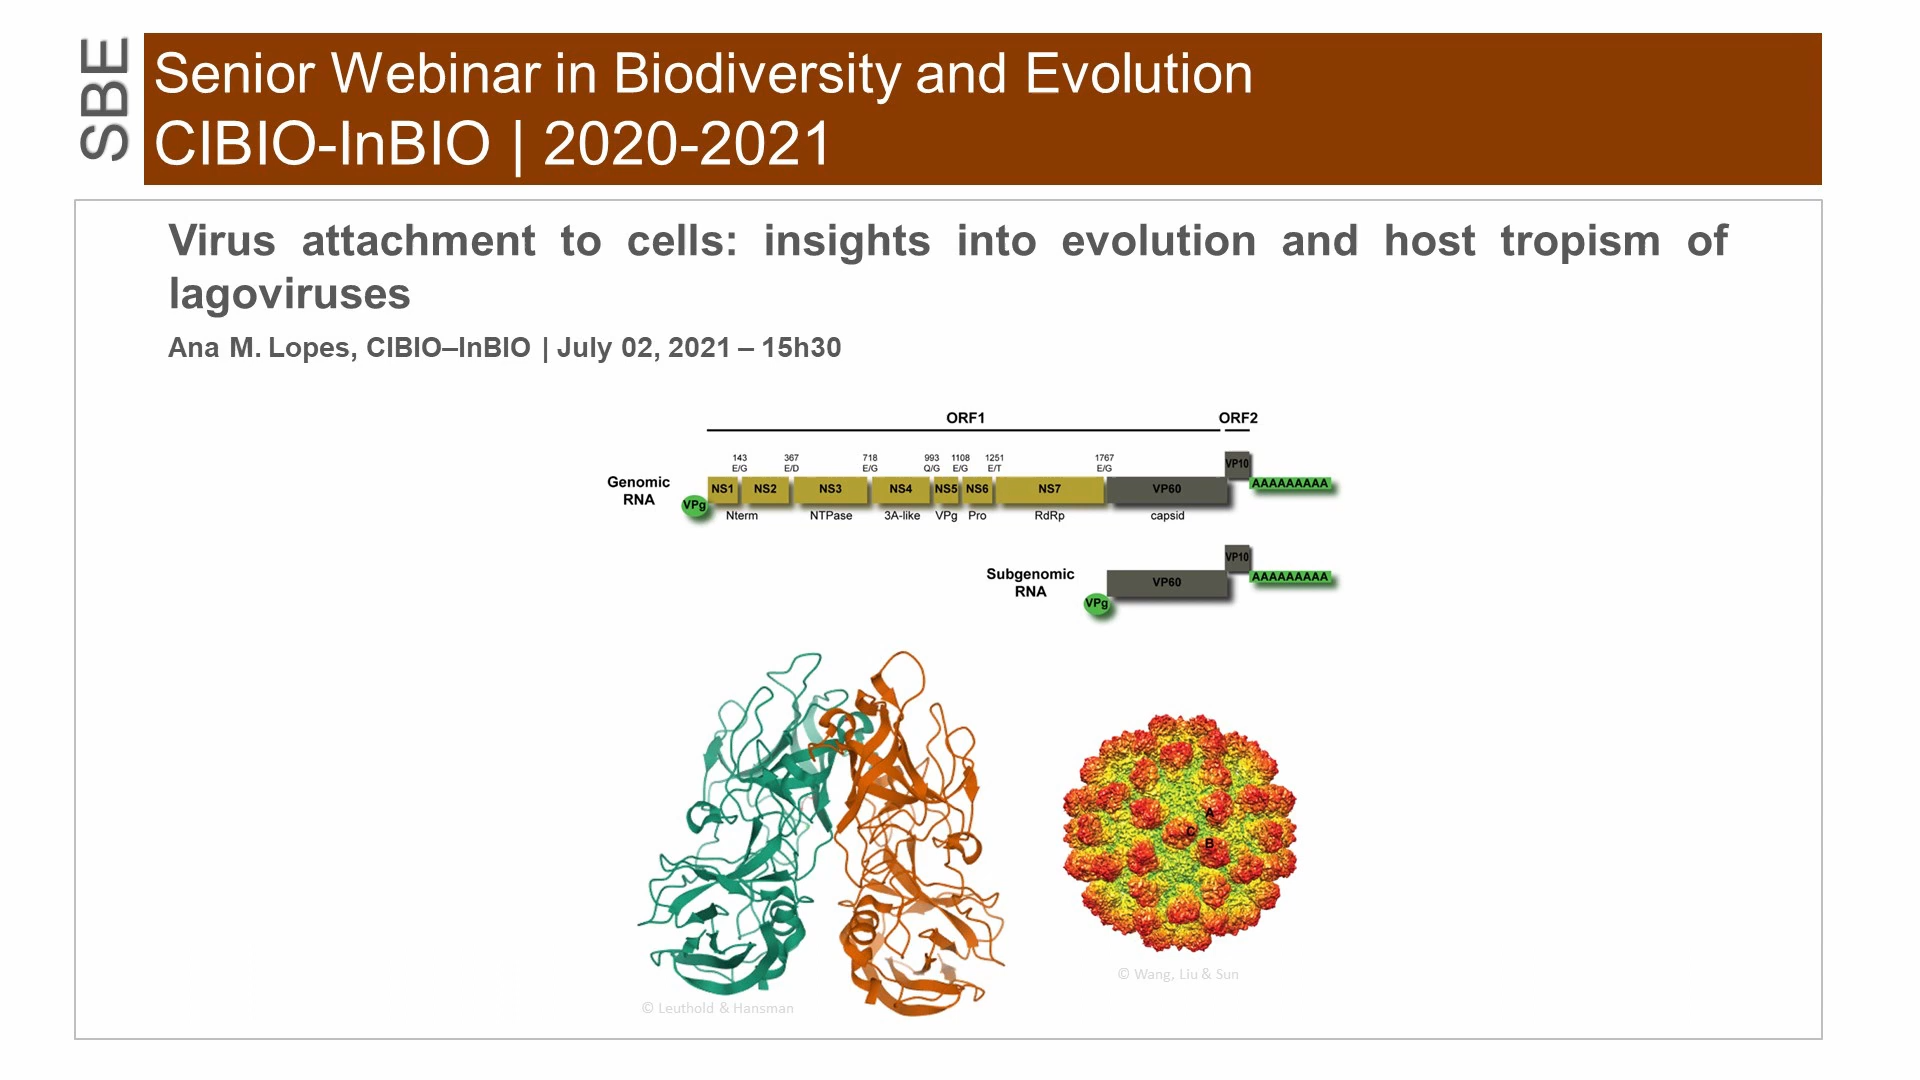 SBE
Senior Webinar in Biodiversity and Evolution
CIBIO-InBIO | 2020-2021
Virus attachment to cells: insights into evolution and host tropism of
lagoviruses
Ana M. Lopes, CIBIO–InBIO | July 02, 2021 – 15h30
ORF1 ORF2
143 367 718 993 1108 1251 1767
E/G E/D E/G Q/G E/G E/T E/G
VP10
Genomic
RNA
VPg NS1 NS2 NS3 NS4 NS5 NS6 NS7 VP60 AAAAAAAAA
Nterm NTPase 3A-like VPg Pro RdRp capsid
VP10
Subgenomic
RNA
VPg VP60 AAAAAAAAA
A
C
B
© Wang, Liu & Sun
© Leuthold & Hansman